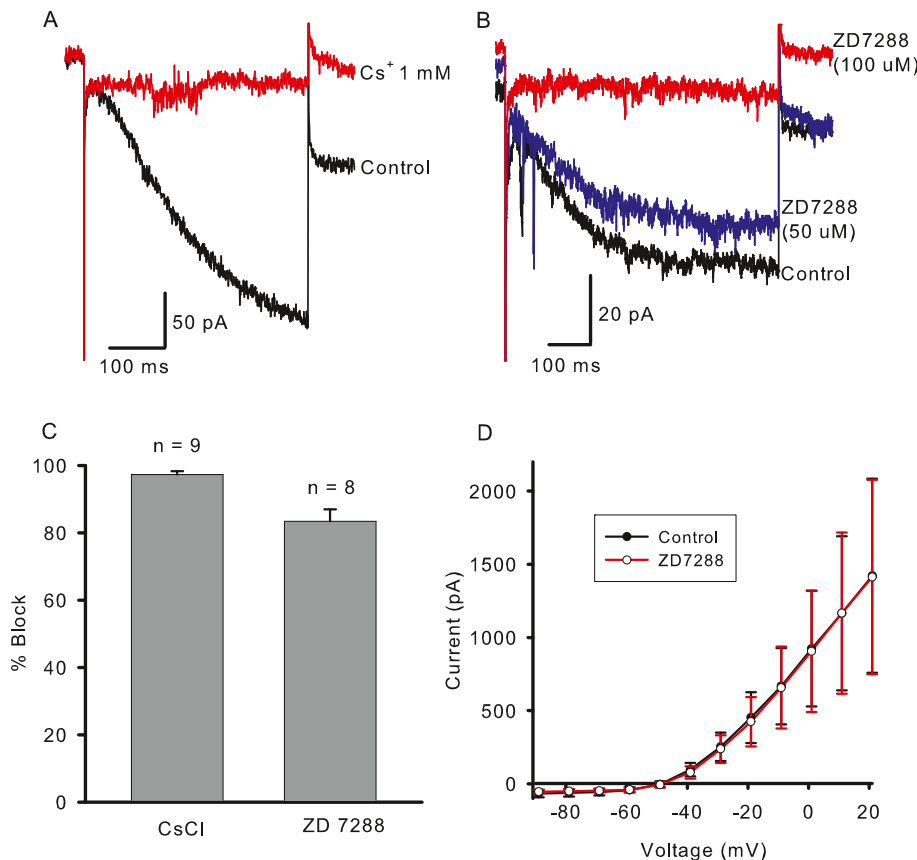 A
Cs+ 1 mM
Control
50 pA
100 ms
B
ZD7288
(100 uM)
ZD7288
(50 uM)
Control
20 pA
100 ms
C
n = 9
n = 8
100
80
60
40
20
0
% Block
CsCl
ZD 7288
D
2000
1500
1000
500
0
Current (pA)
Control
ZD7288
-80
-60
-40
-20
0
20
Voltage (mV)